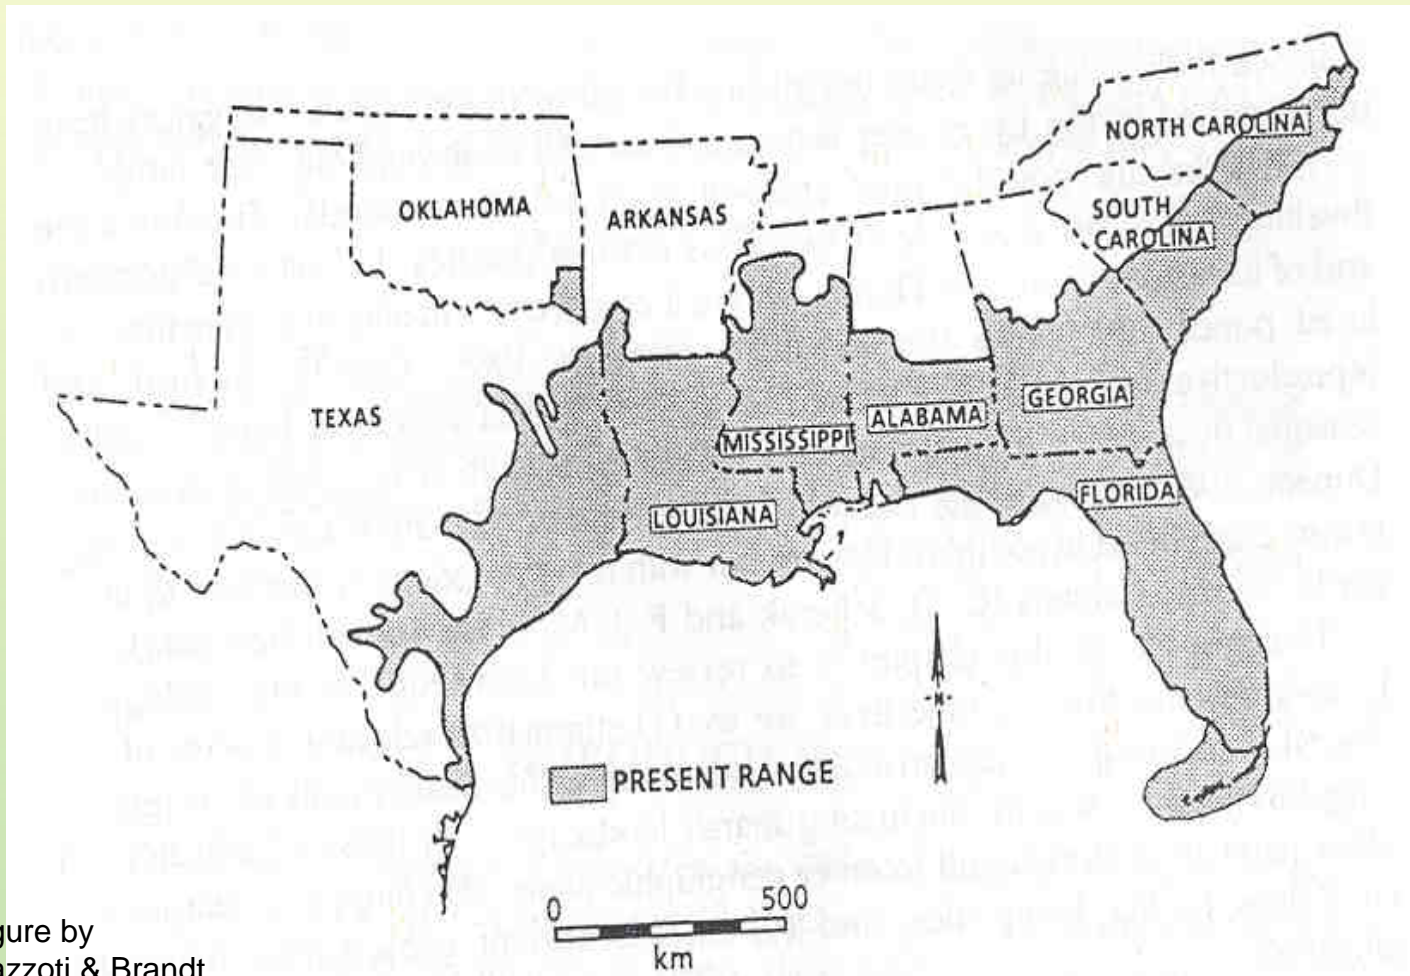 NORTH CAROLINA
OKLAHOMA
ARKANSAS
SOUTH
CAROLINA
TEXAS
MISSISSIPPI
ALABAMA
GEORGIA
LOUISIANA
FLORIDA
N
PRESENT RANGE
0 500
km
gure by
azzoti & Brandt